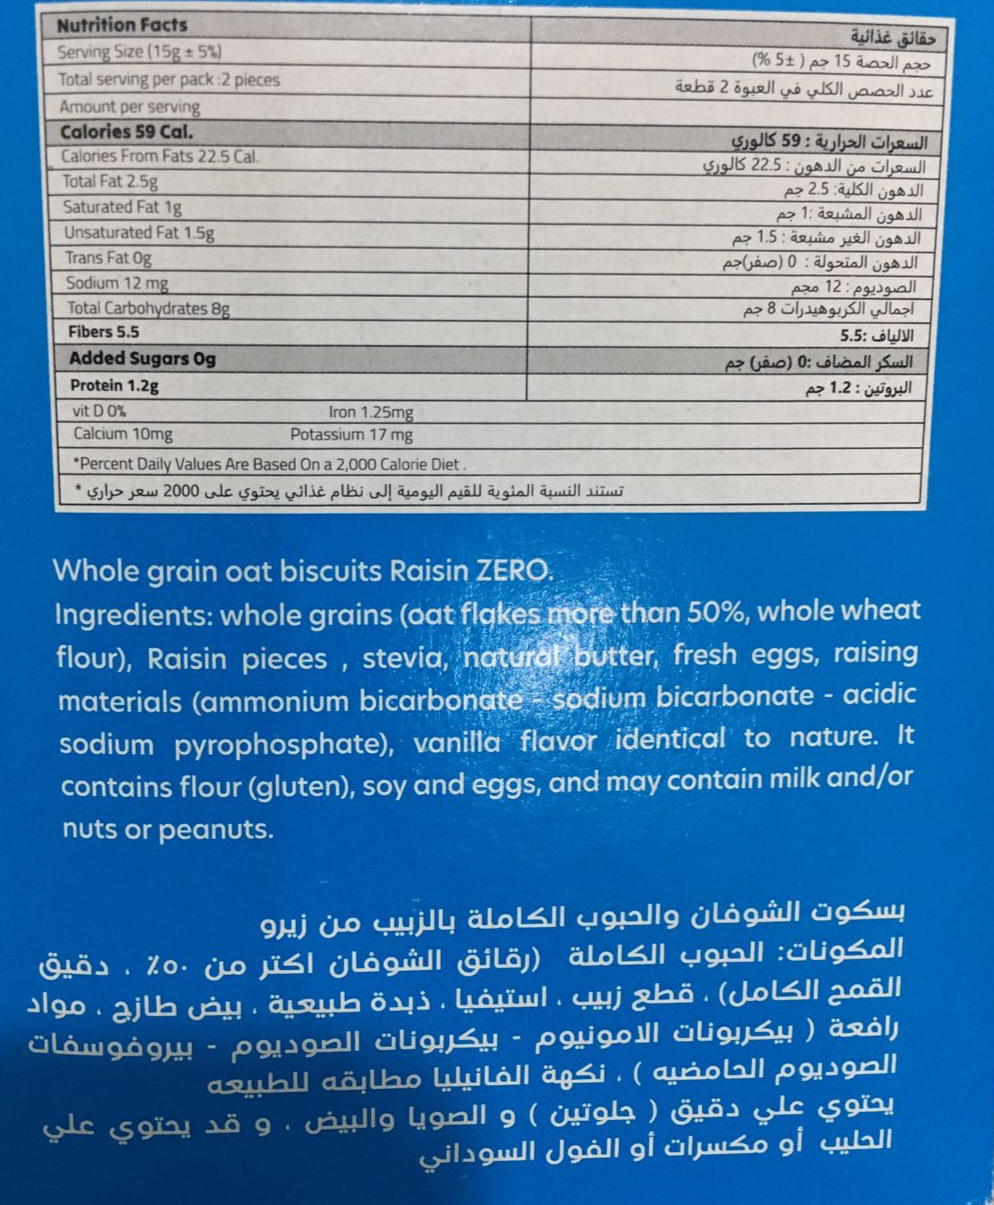 Nutrition Facts
حقائق غذائية
Serving Size (15g ± 5%)
حجم الحصة 15 جم ( ±5 %)
Total serving per pack :2 pieces
عدد الحصص الكلي في العبوة 2 قطعة
Amount per serving
Calories 59 Cal.
السعرات الحرارية : 59 كالوري
Calories From Fats 22.5 Cal.
السعرات من الدهون : 22.5 كالوري
Total Fat 2.5g
الدهون الكلية: 2.5 جم
Saturated Fat 1g
الدهون المشبعة :1 جم
Unsaturated Fat 1.5g
الدهون الغير مشبعة : 1.5 جم
Trans Fat 0g
الدهون المتحولة : 0 (صفر)جم
Sodium 12 mg
الصوديوم : 12 مجم
Total Carbohydrates 8g
اجمالي الكربوهيدرات 8 جم
Fibers 5.5
الالياف :5.5
Added Sugars 0g
السكر المضاف :0 (صفر) جم
Protein 1.2g
البروتين : 1.2 جم
vit D 0% Iron 1.25mg
Calcium 10mg Potassium 17 mg
*Percent Daily Values Are Based On a 2,000 Calorie Diet .
تستند النسبة المئوية للقيم اليومية إلى نظام غذائي يحتوي على 2000 سعر حراري *
Whole grain oat biscuits Raisin ZERO.
Ingredients: whole grains (oat flakes more than 50%, whole wheat
flour), Raisin pieces , stevia, natural butter, fresh eggs, raising
materials (ammonium bicarbonate - sodium bicarbonate - acidic
sodium pyrophosphate), vanilla flavor identical to nature. It
contains flour (gluten), soy and eggs, and may contain milk and/or
nuts or peanuts.
بسكوت الشوفان والحبوب الكاملة بالزبيب من زيرو
المكونات: الحبوب الكاملة (رقائق الشوفان اكتر من ٥٠٪ ، دقيق
القمح الكامل) ، قطع زبيب ، استيفيا ، ذبدة طبيعية ، بيض طازج ، مواد
رافعة ( بيكربونات الامونيوم - بيكربونات الصوديوم - بيروفوسفات
الصوديوم الحامضيه ) ، نكهة الفانيليا مطابقه للطبيعه
يحتوي علي دقيق ( جلوتين ) و الصويا والبيض ، و قد يحتوي علي
الحليب أو مكسرات أو الفول السوداني